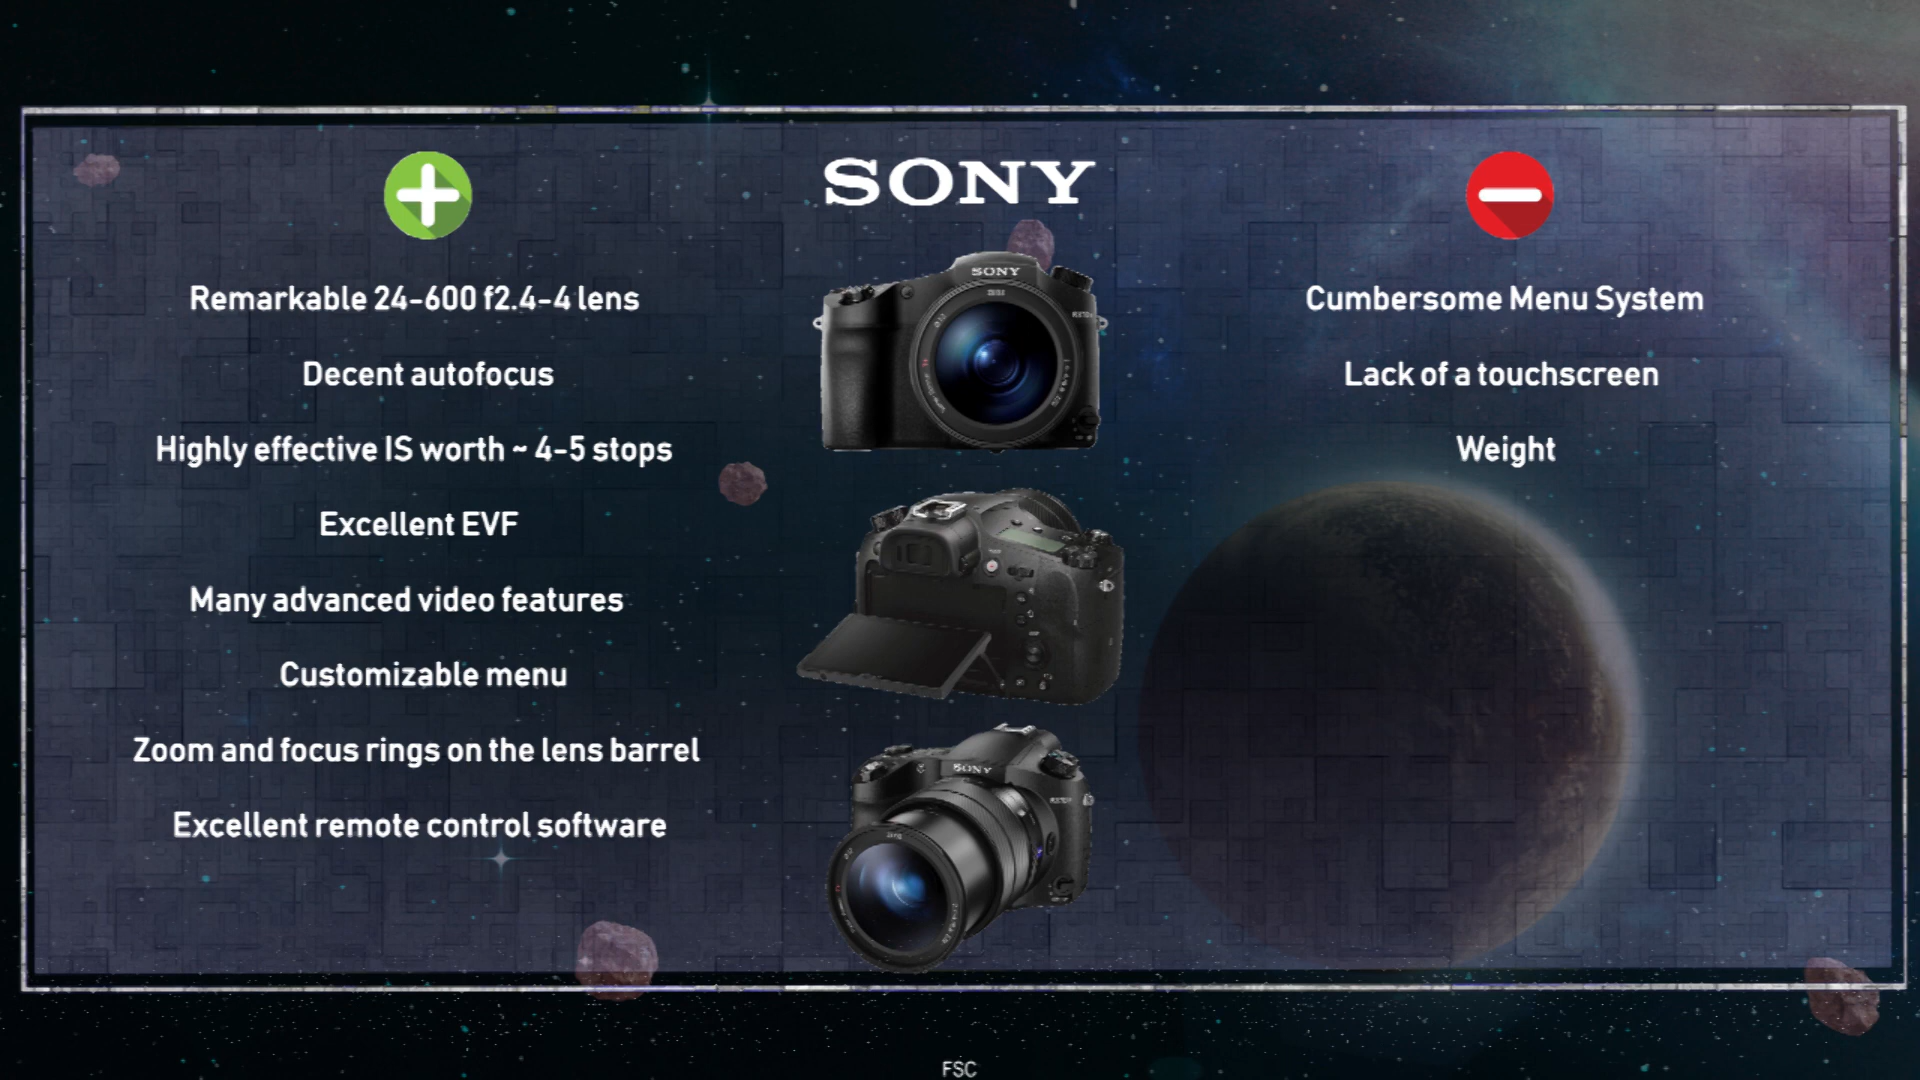 SONY
Remarkable 24-600 f2.4-4 lens
Decent autofocus
Highly effective IS worth ~ 4-5 stops
Excellent EVF
Many advanced video features
Customizable menu
Zoom and focus rings on the lens barrel
Excellent remote control software
SONY
SONY
Cumbersome Menu System
Lack of a touchscreen
Weight
FSC